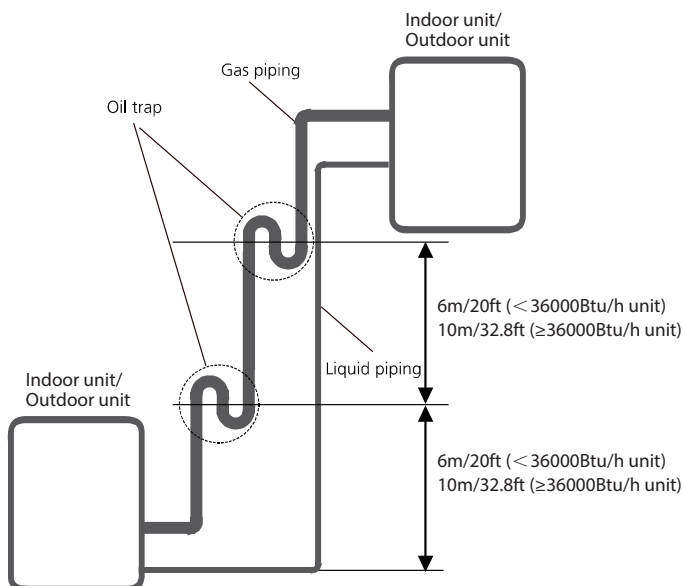 Indoor unit/
Outdoor unit
Gas piping
Oil trap
6m/20ft (＜36000Btu/h unit)
10m/32.8ft (≥36000Btu/h unit)
Liquid piping
Indoor unit/
Outdoor unit
6m/20ft (＜36000Btu/h unit)
10m/32.8ft (≥36000Btu/h unit)